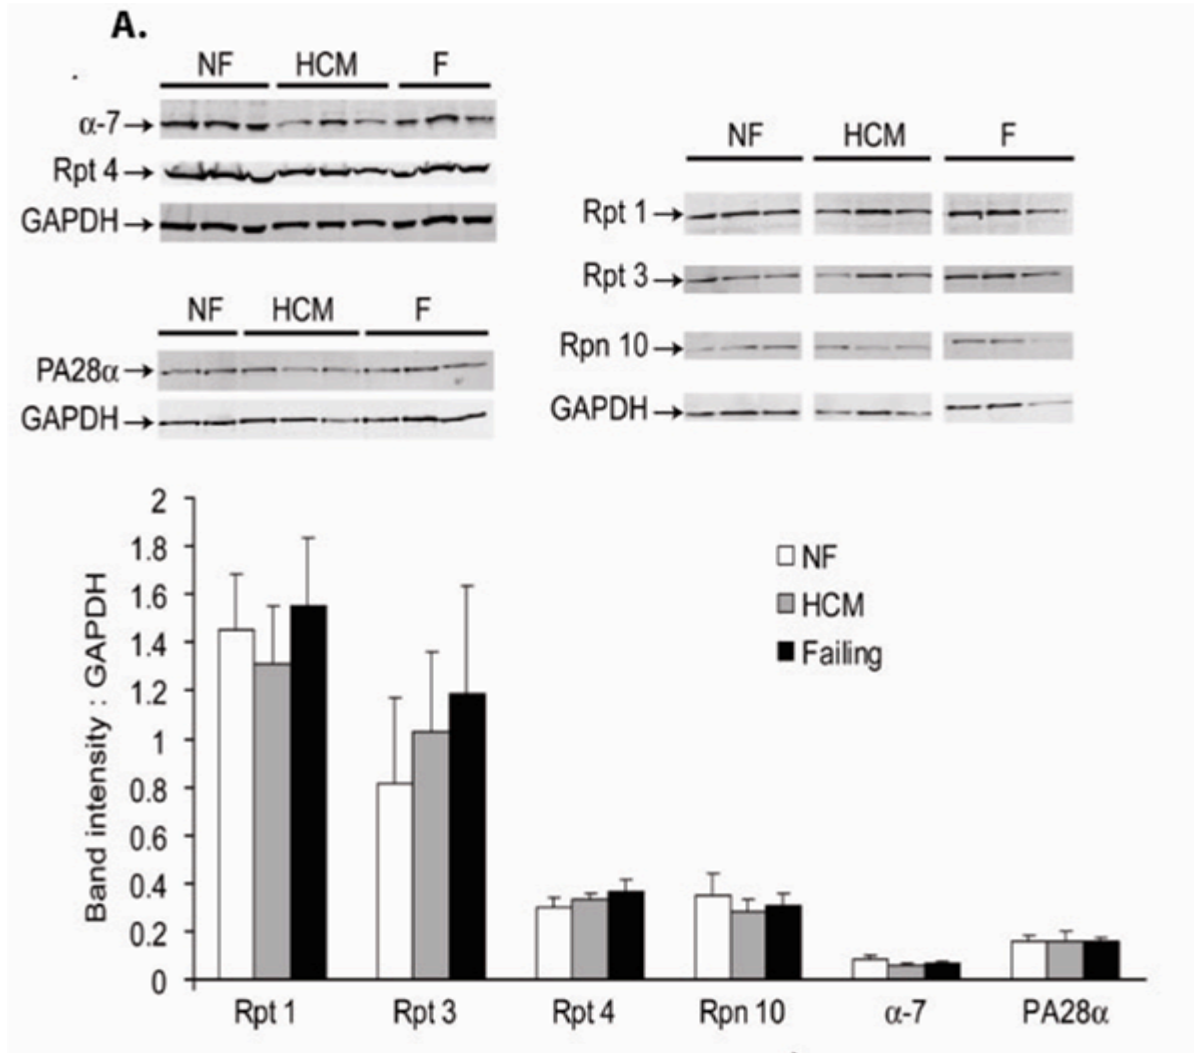 A.
NF HCM F
α-7
Rpt 4
GAPDH
NF HCM F
PA28α
GAPDH
NF HCM F
Rpt 1
Rpt 3
Rpn 10
GAPDH
2
1.8
1.6
1.4
1.2
1
0.8
0.6
0.4
0.2
0
Band intensity : GAPDH
NF
HCM
Failing
Rpt 1 Rpt 3 Rpt 4 Rpn 10 α-7 PA28α